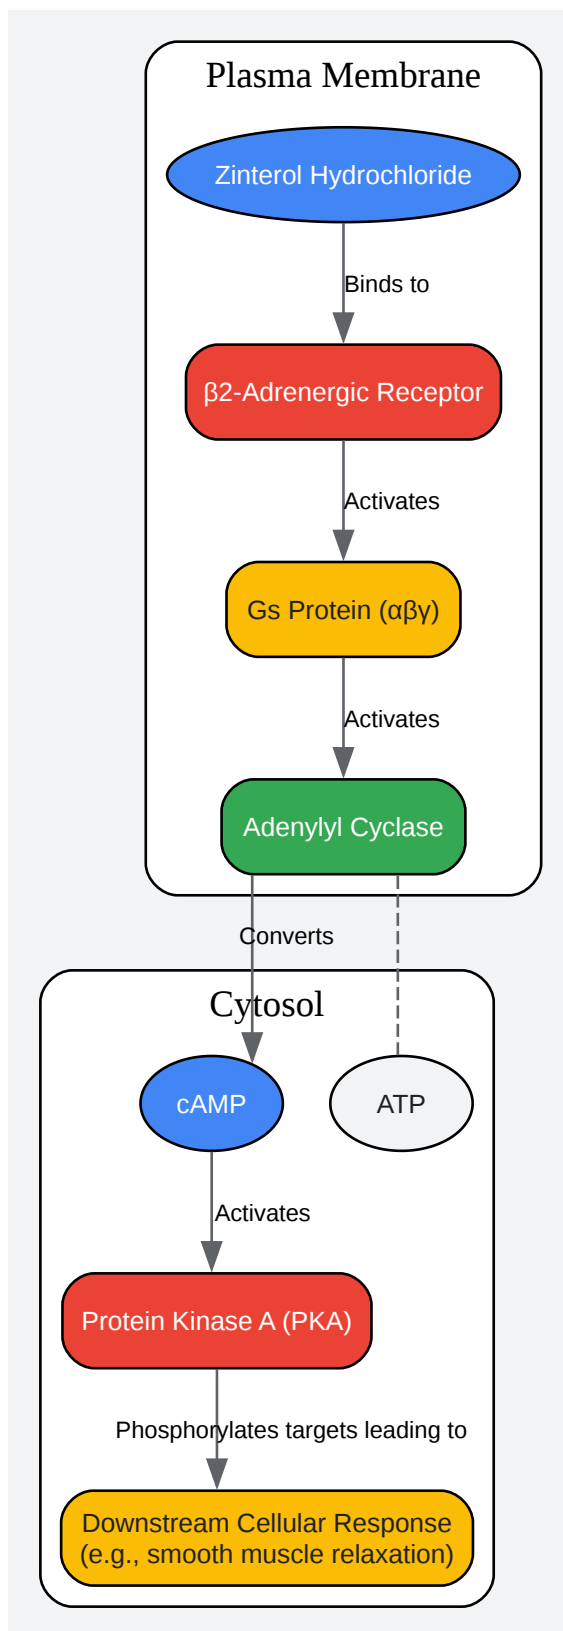 Plasma Membrane
Zinterol Hydrochloride
Binds to
β2-Adrenergic Receptor
Activates
Gs Protein (αβγ)
Activates
Adenylyl Cyclase
Converts
Cytosol
cAMP
ATP
Activates
Protein Kinase A (PKA)
Phosphorylates targets leading to
Downstream Cellular Response
(e.g., smooth muscle relaxation)